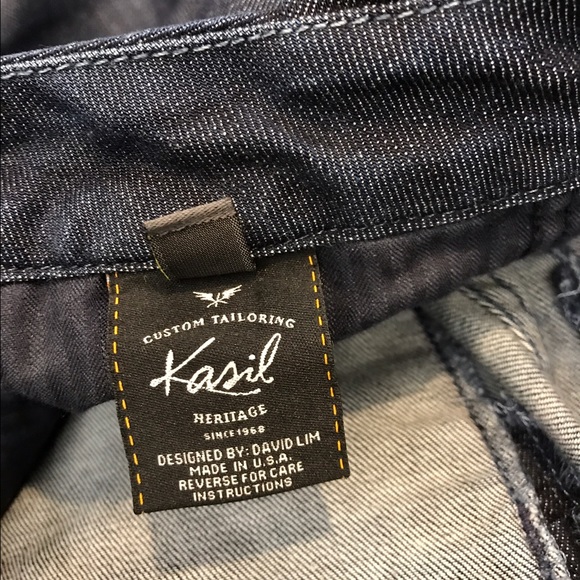 CUSTOM TAILORING
Kasil
HERITAGE
SINCE 1968
DESIGNED BY: DAVID LIM
MADE IN U.S.A.
REVERSE FOR CARE
INSTRUCTIONS